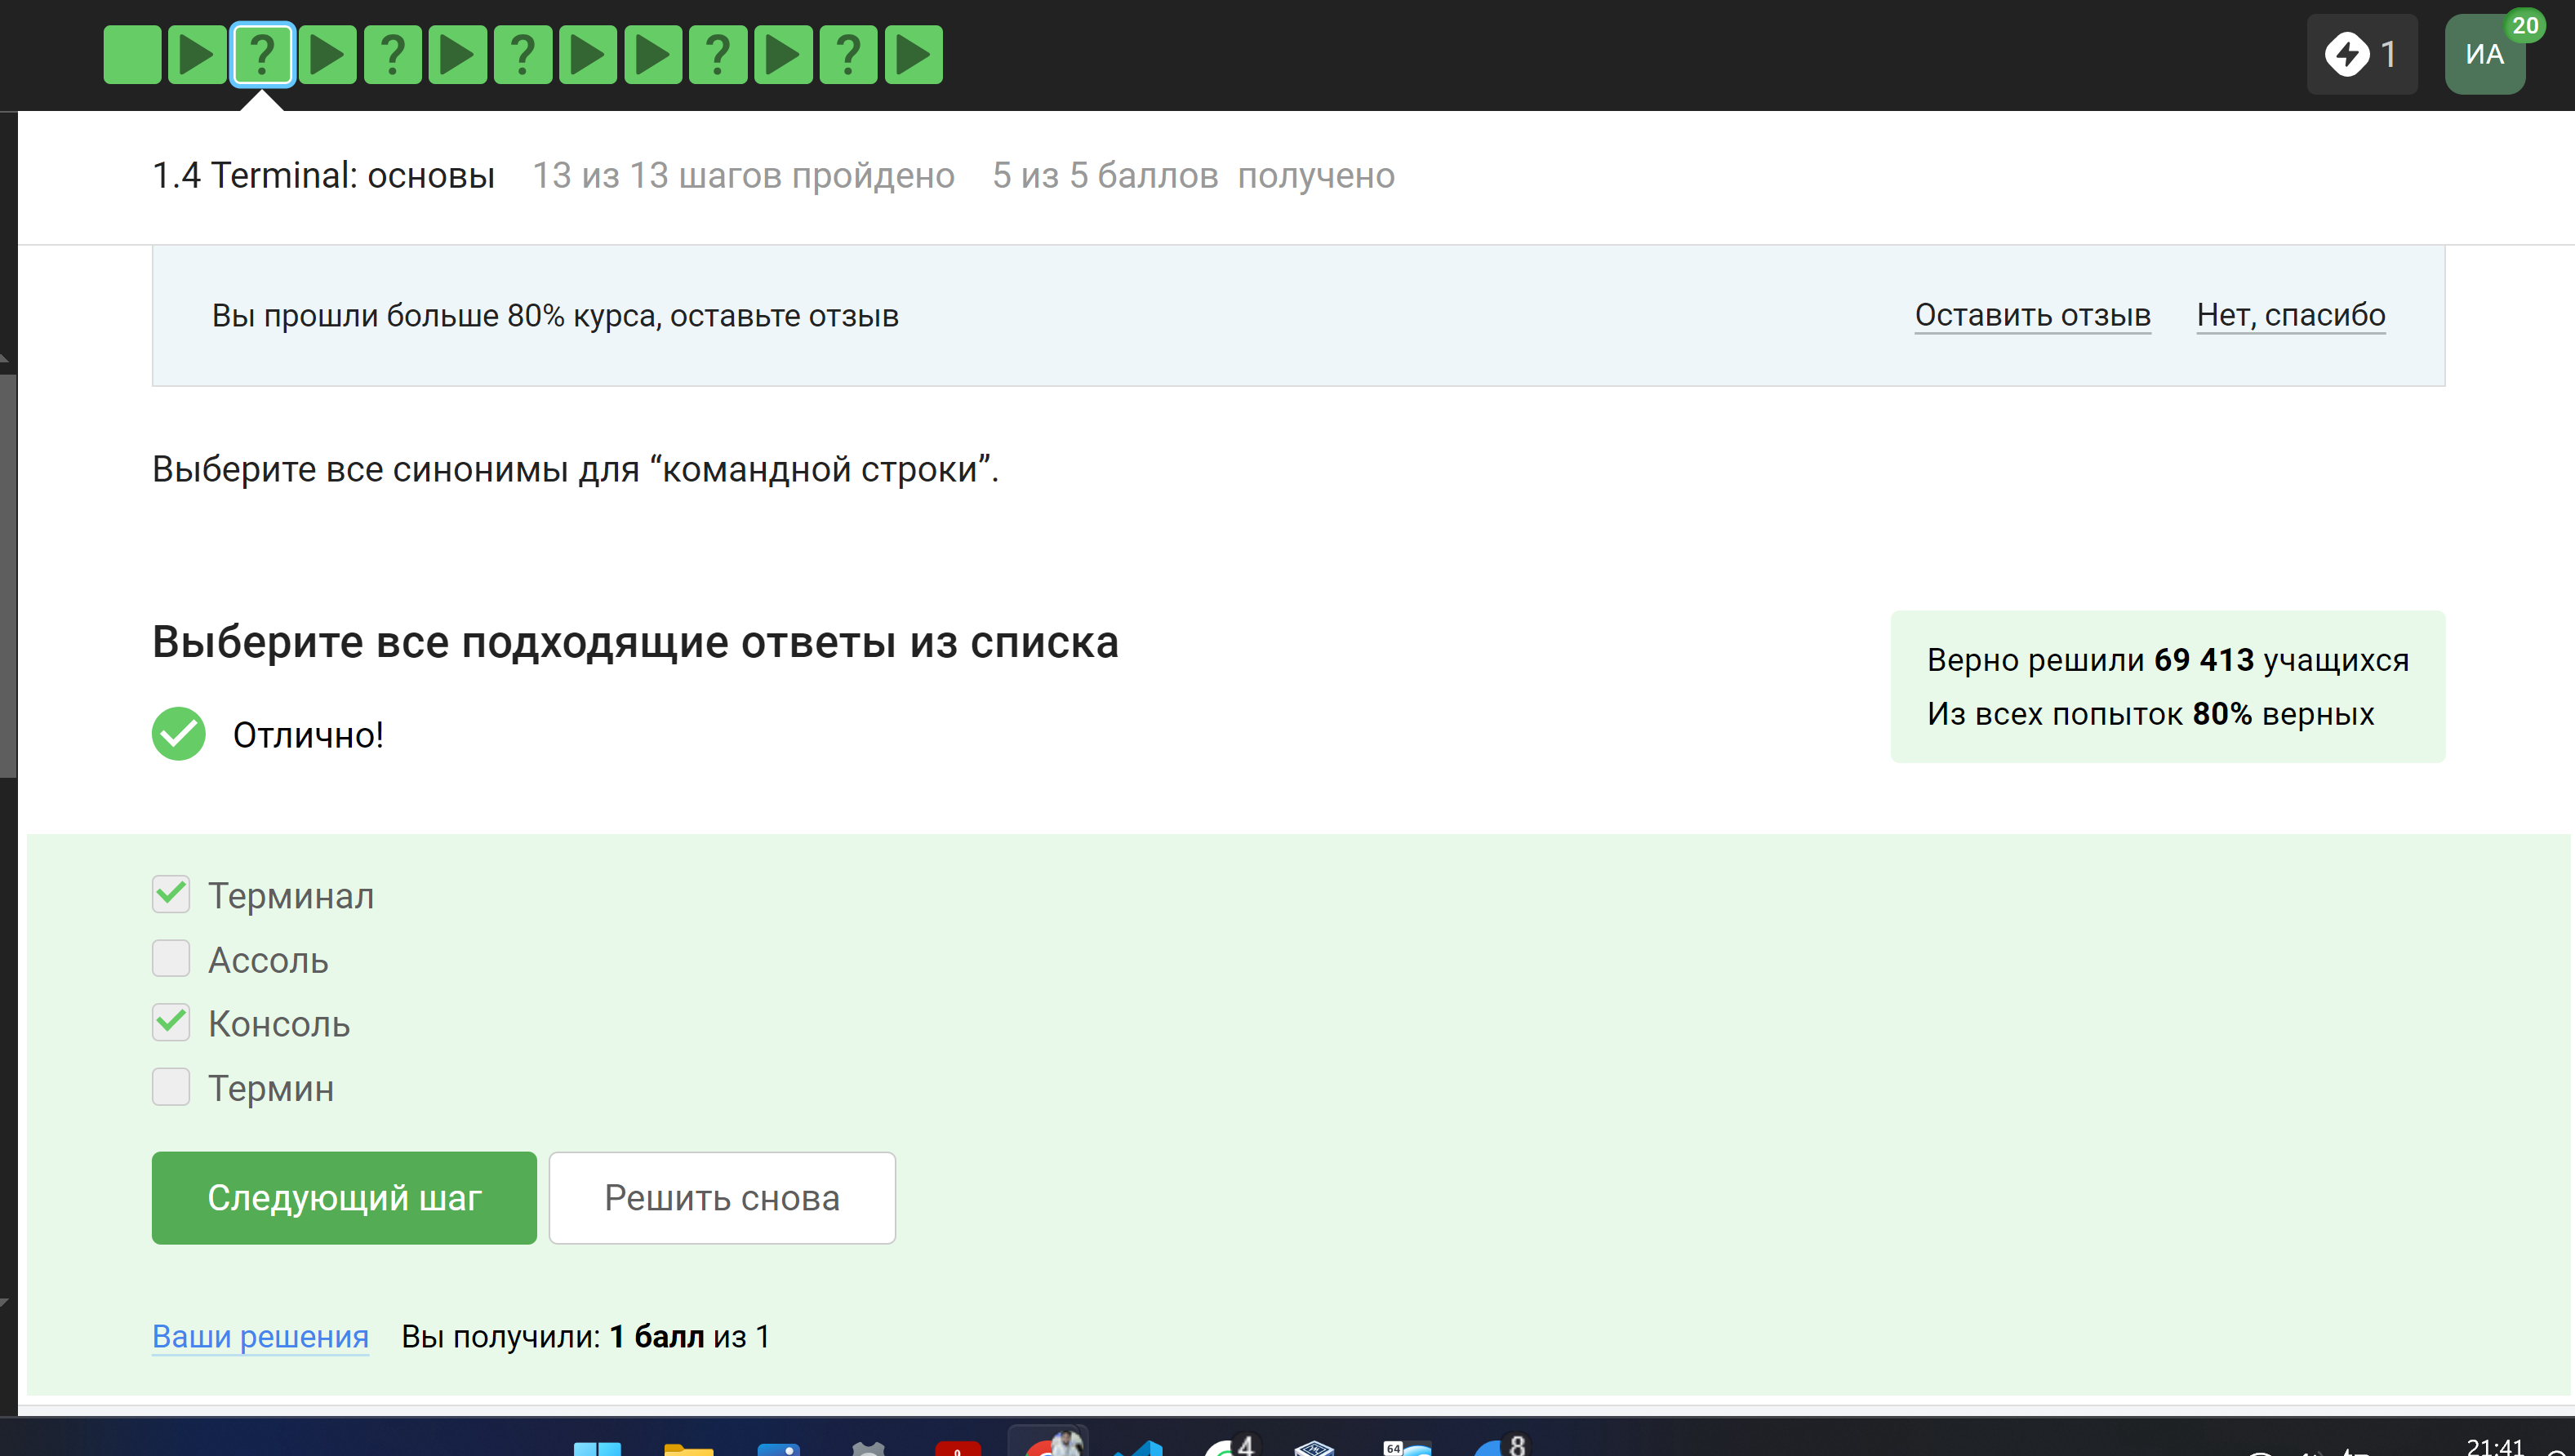 ? ? ? ? ?
1
ИА
20
1.4 Terminal: основы 13 из 13 шагов пройдено 5 из 5 баллов получено
Вы прошли больше 80% курса, оставьте отзыв Оставить отзыв Нет, спасибо
Выберите все синонимы для “командной строки”.
Выберите все подходящие ответы из списка
Верно решили 69 413 учащихся
Из всех попыток 80% верных
Отлично!
Терминал
Ассоль
Консоль
Термин
Следующий шаг Решить снова
Ваши решения Вы получили: 1 балл из 1
4 64 8 21:41